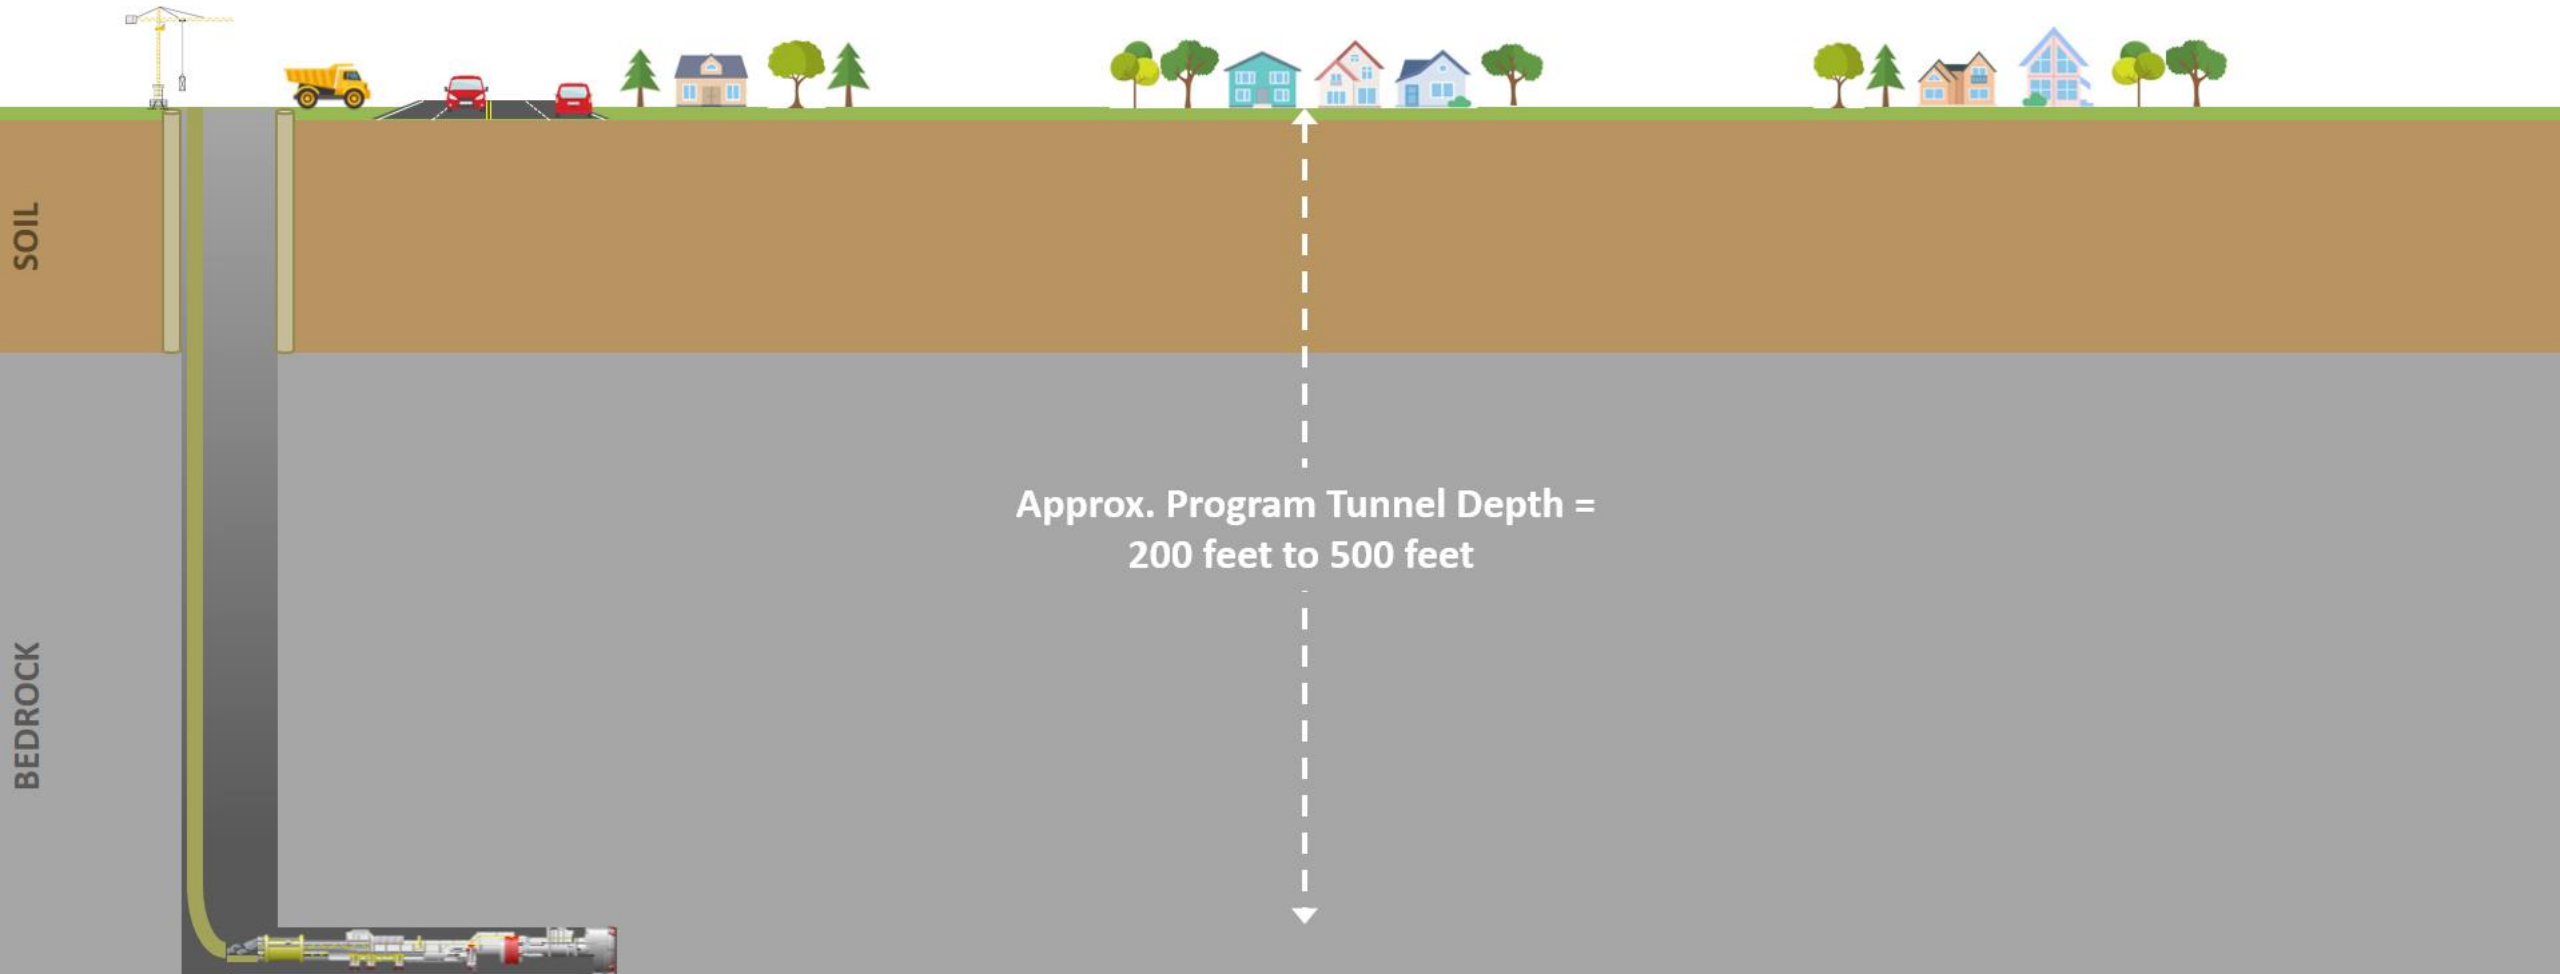 SOIL
Approx. Program Tunnel Depth =
200 feet to 500 feet
BEDROCK